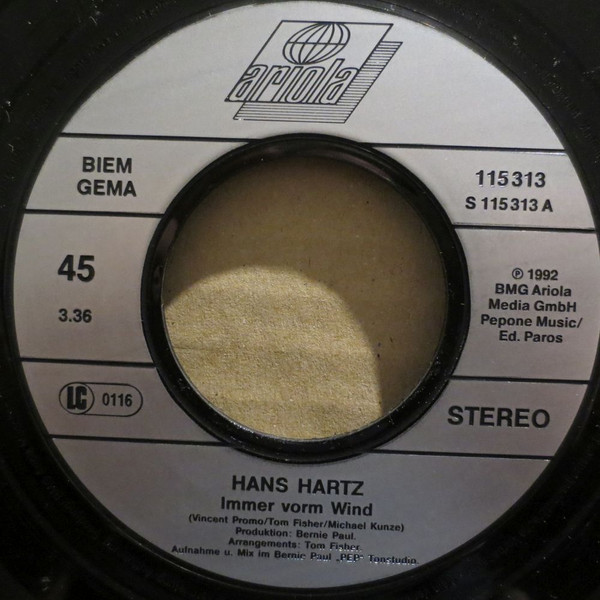 ariola
BIEM
GEMA
115313
S 115313 A
45
3.36
℗ 1992
BMG Ariola
Media GmbH
Pepone Music/
Ed. Paros
LC 0116
STEREO
HANS HARTZ
Immer vorm Wind
(Vincent Promo/Tom Fisher/Michael Kunze)
Produktion: Bernie Paul.
Arrangements: Tom Fisher.
Aufnahme u. Mix im Bernie Paul „PEP" Tonstudio